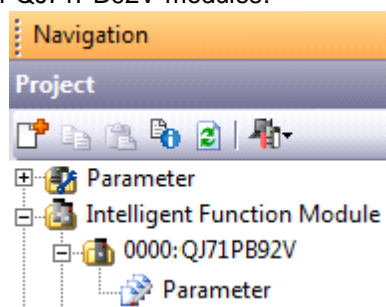 QJ71PB92V modules.
Navigation
Project
Parameter
Intelligent Function Module
0000:QJ71PB92V
Parameter